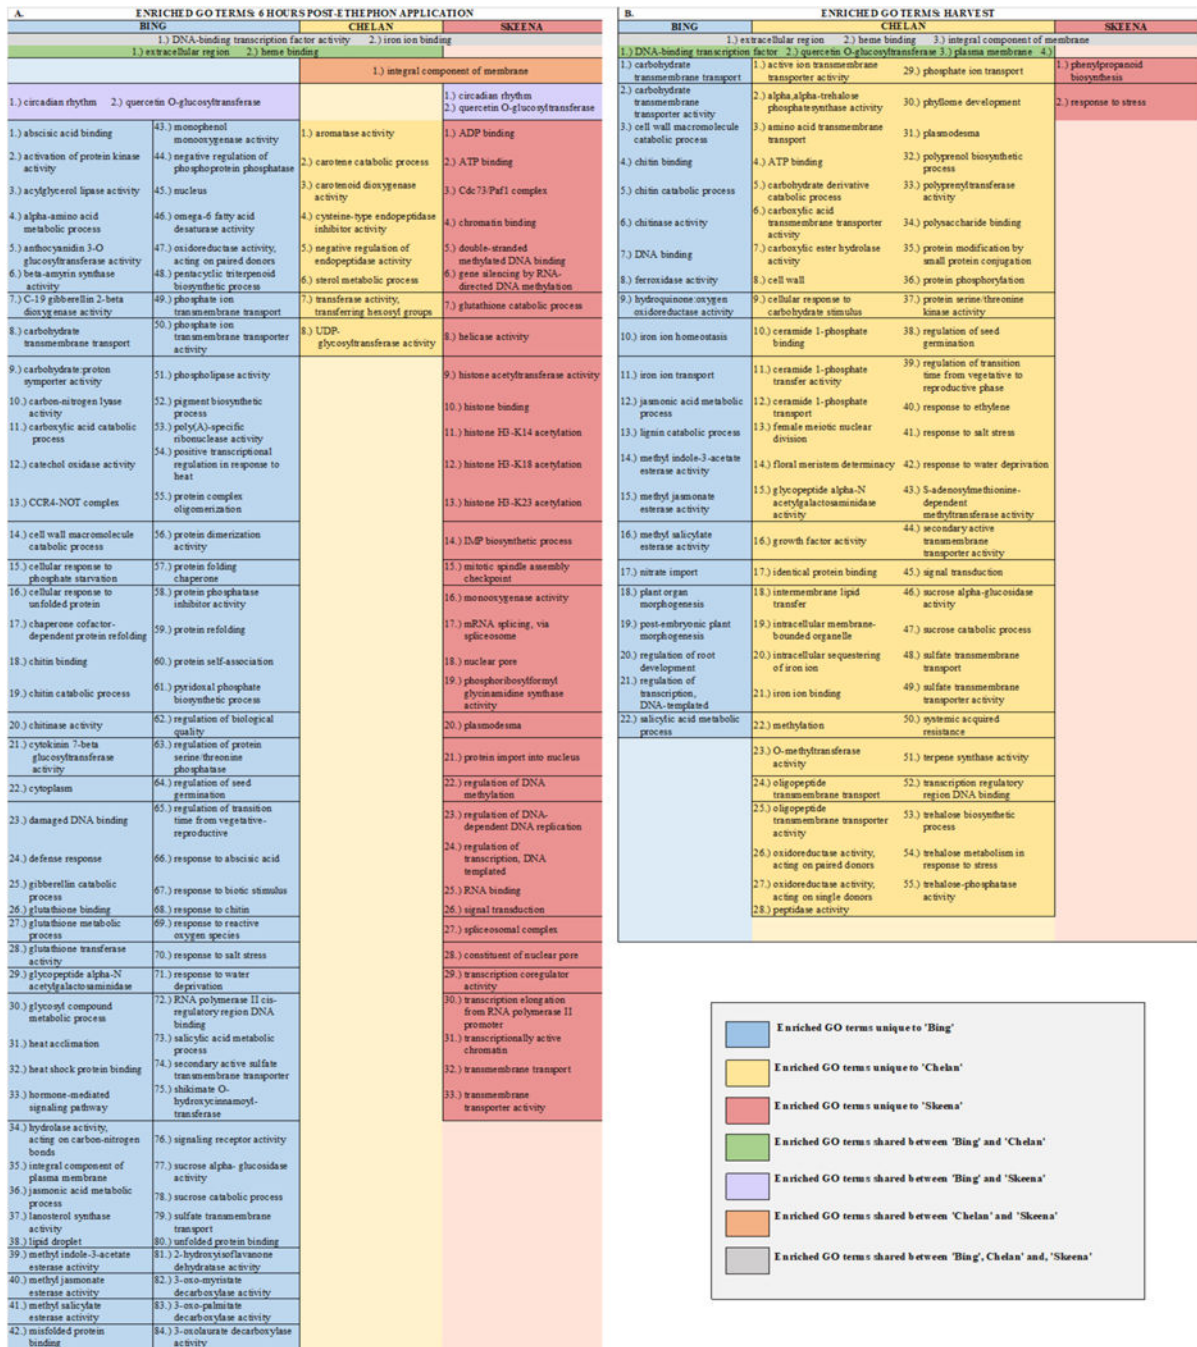 A. ENRICHED GO TERMS: 6 HOURS POST-ETHEPHON APPLICATION
BING CHELAN SKEENA
1.) DNA-binding transcription factor activity 2.) iron ion binding
1.) extracellular region 2.) heme binding
1.) integral component of membrane
1.) circadian rhythm 2.) quercetin O-glucosyltransferase
1.) circadian rhythm
2.) quercetin O-glucosyltransferase
1.) abscisic acid binding
2.) activation of protein kinase
activity
3.) acylglycerol lipase activity
4.) alpha-amino acid
metabolic process
5.) anthocyanidin 3-O
glucosyltransferase activity
6.) beta-amyrin synthase
activity
7.) C-19 gibberellin 2-beta
dioxygenase activity
8.) carbohydrate
transmembrane transport
9.) carbohydrate:proton
symporter activity
10.) carbon-nitrogen lyase
activity
11.) carboxylic acid catabolic
process
12.) catechol oxidase activity
13.) CCR4-NOT complex
14.) cell wall macromolecule
catabolic process
15.) cellular response to
phosphate starvation
16.) cellular response to
unfolded protein
17.) chaperone cofactor-
dependent protein refolding
18.) chitin binding
19.) chitin catabolic process
20.) chitinase activity
21.) cytokinin 7-beta
glucosyltransferase
activity
22.) cytoplasm
23.) damaged DNA binding
24.) defense response
25.) gibberellin catabolic
process
26.) glutathione binding
27.) glutathione metabolic
process
28.) glutathione transferase
activity
29.) glycopeptide alpha-N
acetylgalactosaminidase
30.) glycosyl compound
metabolic process
31.) heat acclimation
32.) heat shock protein binding
33.) hormone-mediated
signaling pathway
34.) hydrolase activity,
acting on carbon-nitrogen
bonds
35.) integral component of
plasma membrane
36.) jasmonic acid metabolic
process
37.) lanosterol synthase
activity
38.) lipid droplet
39.) methyl indole-3-acetate
esterase activity
40.) methyl jasmonate
esterase activity
41.) methyl salicylate
esterase activity
42.) misfolded protein
binding
43.) monophenol
monooxygenase activity
44.) negative regulation of
phosphoprotein phosphatase
45.) nucleus
46.) omega-6 fatty acid
desaturase activity
47.) oxidoreductase activity,
acting on paired donors
48.) pentacyclic triterpenoid
biosynthetic process
49.) phosphate ion
transmembrane transport
50.) phosphate ion
transmembrane transporter
activity
51.) phospholipase activity
52.) pigment biosynthetic
process
53.) poly(A)-specific
ribonuclease activity
54.) positive transcriptional
regulation in response to
heat
55.) protein complex
oligomerization
56.) protein dimerization
activity
57.) protein folding
chaperone
58.) protein phosphatase
inhibitor activity
59.) protein refolding
60.) protein self-association
61.) pyridoxal phosphate
biosynthetic process
62.) regulation of biological
quality
63.) regulation of protein
serine/threonine
phosphatase
64.) regulation of seed
germination
65.) regulation of transition
time from vegetative-
reproductive
66.) response to abscisic acid
67.) response to biotic stimulus
68.) response to chitin
69.) response to reactive
oxygen species
70.) response to salt stress
71.) response to water
deprivation
72.) RNA polymerase II cis-
regulatory region DNA
binding
73.) salicylic acid metabolic
process
74.) secondary active sulfate
transmembrane transporter
75.) shikimate O-
hydroxycinnamoyl-
transferase
76.) signaling receptor activity
77.) sucrose alpha- glucosidase
activity
78.) sucrose catabolic process
79.) sulfate transmembrane
transport
80.) unfolded protein binding
81.) 2-hydroxyisoflavanone
dehydratase activity
82.) 3-oxo-myristate
decarboxylase activity
83.) 3-oxo-palmitate
decarboxylase activity
84.) 3-oxolaurate decarboxylase
activity
1.) aromatase activity
2.) carotene catabolic process
3.) carotenoid dioxygenase
activity
4.) cysteine-type endopeptidase
inhibitor activity
5.) negative regulation of
endopeptidase activity
6.) sterol metabolic process
7.) transferase activity,
transferring hexosyl groups
8.) UDP-
glycosyltransferase activity
1.) ADP binding
2.) ATP binding
3.) Cdc73/Paf1 complex
4.) chromatin binding
5.) double-stranded
methylated DNA binding
6.) gene silencing by RNA-
directed DNA methylation
7.) glutathione catabolic process
8.) helicase activity
9.) histone acetyltransferase activity
10.) histone binding
11.) histone H3-K14 acetylation
12.) histone H3-K18 acetylation
13.) histone H3-K23 acetylation
14.) IMP biosynthetic process
15.) mitotic spindle assembly
checkpoint
16.) monooxygenase activity
17.) mRNA splicing, via
spliceosome
18.) nuclear pore
19.) phosphoribosylformyl
glycinamidine synthase
activity
20.) plasmodesma
21.) protein import into nucleus
22.) regulation of DNA
methylation
23.) regulation of DNA-
dependent DNA replication
24.) regulation of
transcription, DNA
templated
25.) RNA binding
26.) signal transduction
27.) spliceosomal complex
28.) constituent of nuclear pore
29.) transcription coregulator
activity
30.) transcription elongation
from RNA polymerase II
promoter
31.) transcriptionally active
chromatin
32.) transmembrane transport
33.) transmembrane
transporter activity
B. ENRICHED GO TERMS: HARVEST
BING CHELAN SKEENA
1.) extracellular region 2.) heme binding 3.) integral component of membrane
1.) DNA-binding transcription factor 2.) quercetin O-glucosyltransferase 3.) plasma membrane 4.)
1.) carbohydrate
transmembrane transport
2.) carbohydrate
transmembrane
transporter activity
3.) cell wall macromolecule
catabolic process
4.) chitin binding
5.) chitin catabolic process
6.) chitinase activity
7.) DNA binding
8.) ferroxidase activity
9.) hydroquinone:oxygen
oxidoreductase activity
10.) iron ion homeostasis
11.) iron ion transport
12.) jasmonic acid metabolic
process
13.) lignin catabolic process
14.) methyl indole-3-acetate
esterase activity
15.) methyl jasmonate
esterase activity
16.) methyl salicylate
esterase activity
17.) nitrate import
18.) plant organ
morphogenesis
19.) post-embryonic plant
morphogenesis
20.) regulation of root
development
21.) regulation of
transcription,
DNA-templated
22.) salicylic acid metabolic
process
1.) active ion transmembrane
transporter activity
2.) alpha,alpha-trehalose
phosphatesynthase activity
3.) amino acid transmembrane
transport
4.) ATP binding
5.) carbohydrate derivative
catabolic process
6.) carboxylic acid
transmembrane transporter
activity
7.) carboxylic ester hydrolase
activity
8.) cell wall
9.) cellular response to
carbohydrate stimulus
10.) ceramide 1-phosphate
binding
11.) ceramide 1-phosphate
transfer activity
12.) ceramide 1-phosphate
transport
13.) female meiotic nuclear
division
14.) floral meristem determinacy
15.) glycopeptide alpha-N
acetylgalactosaminidase
activity
16.) growth factor activity
17.) identical protein binding
18.) intermembrane lipid
transfer
19.) intracellular membrane-
bounded organelle
20.) intracellular sequestering
of iron ion
21.) iron ion binding
22.) methylation
23.) O-methyltransferase
activity
24.) oligopeptide
transmembrane transport
25.) oligopeptide
transmembrane transporter
activity
26.) oxidoreductase activity,
acting on paired donors
27.) oxidoreductase activity,
acting on single donors
28.) peptidase activity
29.) phosphate ion transport
30.) phyllome development
31.) plasmodesma
32.) polyprenol biosynthetic
process
33.) polyprenyltransferase
activity
34.) polysaccharide binding
35.) protein modification by
small protein conjugation
36.) protein phosphorylation
37.) protein serine/threonine
kinase activity
38.) regulation of seed
germination
39.) regulation of transition
time from vegetative to
reproductive phase
40.) response to ethylene
41.) response to salt stress
42.) response to water deprivation
43.) S-adenosylmethionine-
dependent
methyltransferase activity
44.) secondary active
transmembrane
transporter activity
45.) signal transduction
46.) sucrose alpha-glucosidase
activity
47.) sucrose catabolic process
48.) sulfate transmembrane
transport
49.) sulfate transmembrane
transporter activity
50.) systemic acquired
resistance
51.) terpene synthase activity
52.) transcription regulatory
region DNA binding
53.) trehalose biosynthetic
process
54.) trehalose metabolism in
response to stress
55.) trehalose-phosphatase
activity
1.) phenylpropanoid
biosynthesis
2.) response to stress
Enriched GO terms unique to 'Bing'
Enriched GO terms unique to 'Chelan'
Enriched GO terms unique to 'Skeena'
Enriched GO terms shared between 'Bing' and 'Chelan'
Enriched GO terms shared between 'Bing' and 'Skeena'
Enriched GO terms shared between 'Chelan' and 'Skeena'
Enriched GO terms shared between 'Bing', Chelan' and, 'Skeena'